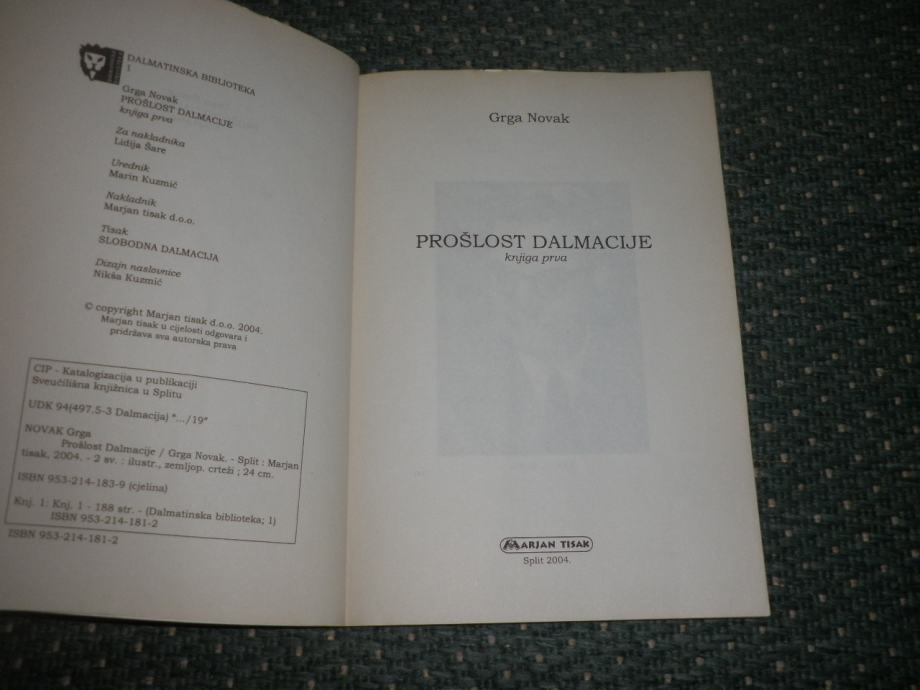 DALMATINSKA BIBLIOTEKA
1
Grga Novak
PROŠLOST DALMACIJE
knjiga prva
Za nakladnika
Lidija Šare
Urednik
Marin Kuzmić
Nakladnik
Marjan tisak d.o.o.
Tisak
SLOBODNA DALMACIJA
Dizajn naslovnice
Nikša Kuzmić
© copyright Marjan tisak d.o.o. 2004.
Marjan tisak u cijelosti odgovara i
pridržava sva autorska prava
CIP - Katalogizacija u publikaciji
Sveučilišna knjižnica u Splitu
UDK 94(497.5-3 Dalmacija) ".../19"
NOVAK Grga
Prošlost Dalmacije / Grga Novak. - Split : Marjan
tisak, 2004. - 2 sv. : ilustr., zemljop. crteži ; 24 cm.
ISBN 953-214-183-9 (cjelina)
Knj. 1: Knj. 1 - 188 str. - (Dalmatinska biblioteka; 1)
ISBN 953-214-181-2
ISBN 953-214-181-2
Grga Novak
PROŠLOST DALMACIJE
knjiga prva
MARJAN TISAK
Split 2004.